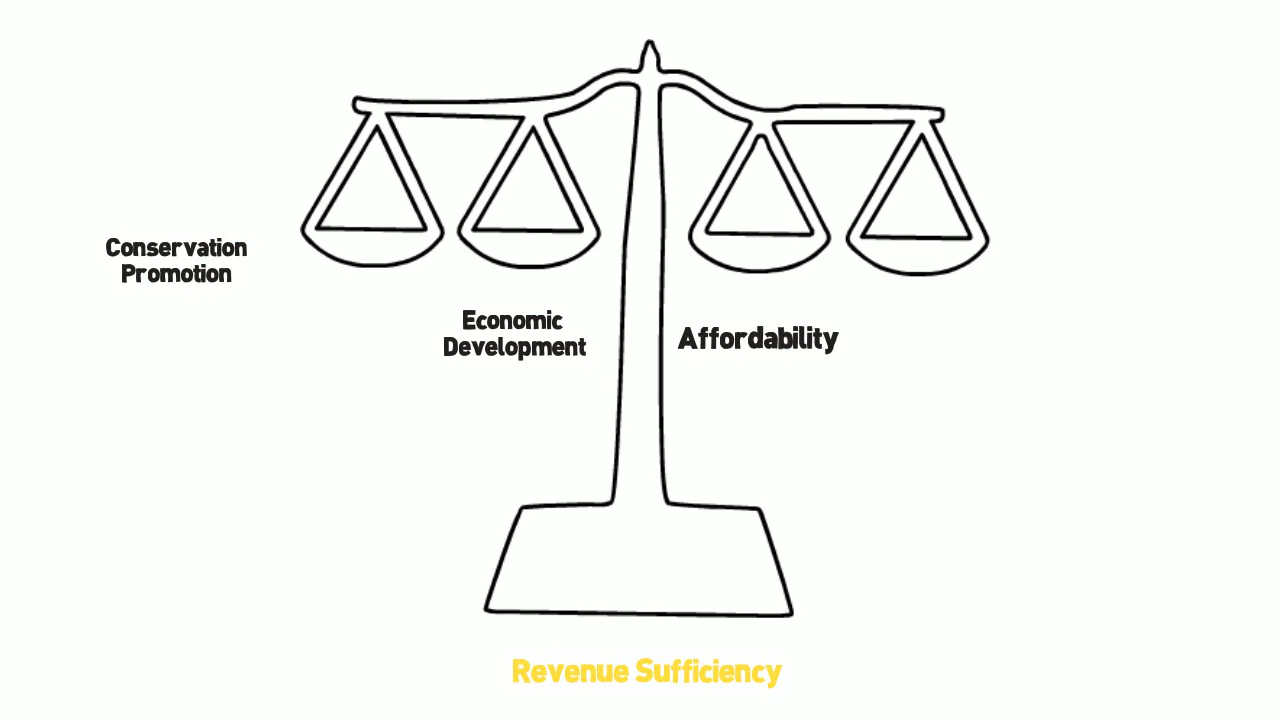 Conservation
Promotion
Economic
Development
Affordability
Revenue Sufficiency